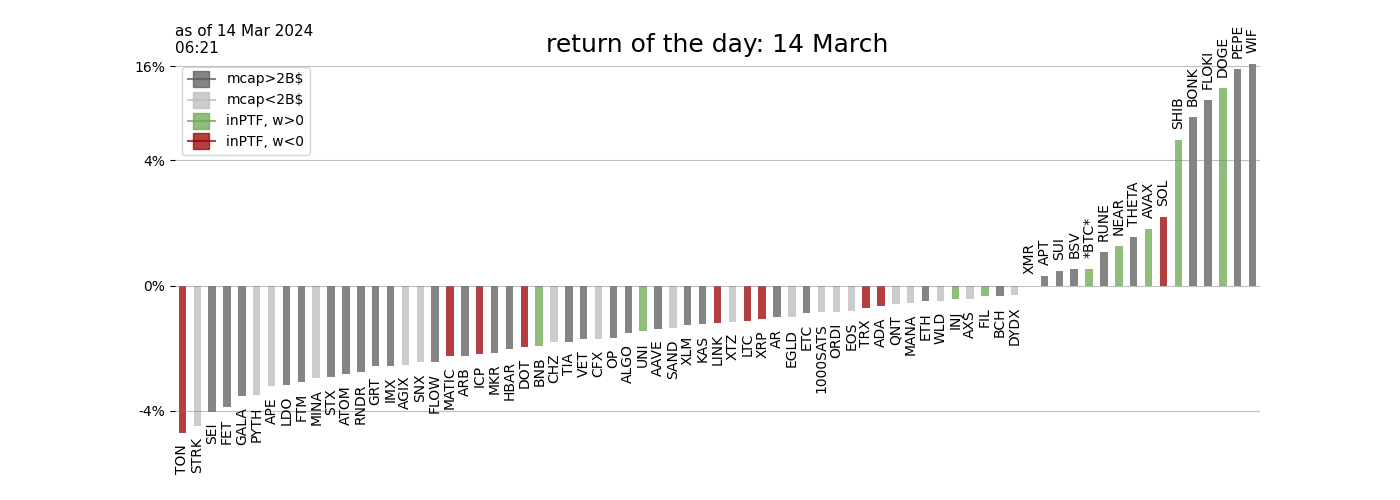 as of 14 Mar 2024
06:21
return of the day: 14 March
16%
4%
0%
-4%
mcap>2B$
mcap<2B$
inPTF, w>0
inPTF, w<0
TON
STRK
SEI
FET
GALA
PYTH
APE
LDO
FTM
MINA
STX
ATOM
RNDR
GRT
IMX
AGIX
SNX
FLOW
MATIC
ARB
ICP
MKR
HBAR
DOT
BNB
CHZ
TIA
VET
CFX
OP
ALGO
UNI
AAVE
SAND
XLM
KAS
LINK
XTZ
LTC
XRP
AR
EGLD
ETC
1000SATS
ORDI
EOS
TRX
ADA
QNT
MANA
ETH
WLD
INJ
AXS
FIL
BCH
DYDX
XMR
APT
SUI
BSV
*BTC*
RUNE
NEAR
THETA
AVAX
SOL
SHIB
BONK
FLOKI
DOGE
PEPE
WIF